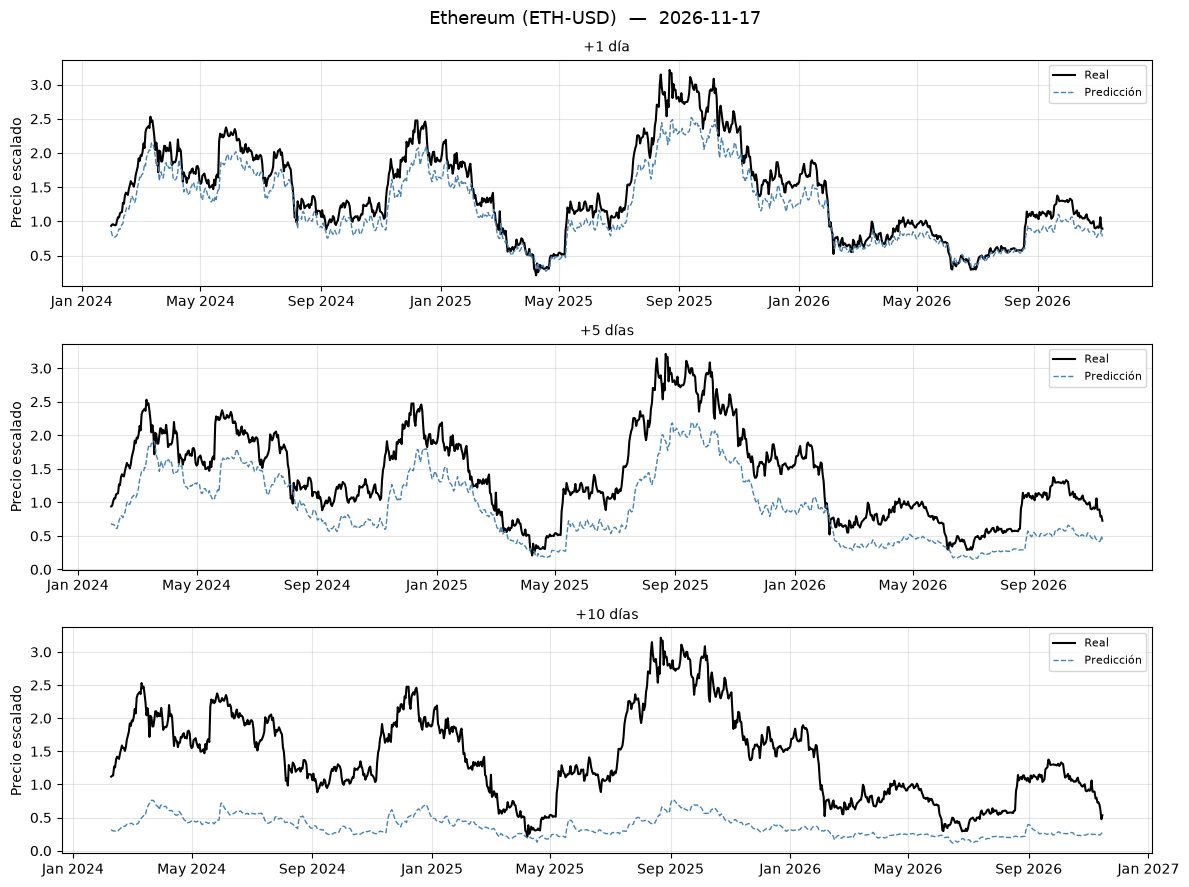 Ethereum (ETH-USD) — 2026-11-17
+1 día
Precio escalado
3.0
2.5
2.0
1.5
1.0
0.5
Real
Predicción
Jan 2024 May 2024 Sep 2024 Jan 2025 May 2025 Sep 2025 Jan 2026 May 2026 Sep 2026
+5 días
Precio escalado
3.0
2.5
2.0
1.5
1.0
0.5
0.0
Real
Predicción
Jan 2024 May 2024 Sep 2024 Jan 2025 May 2025 Sep 2025 Jan 2026 May 2026 Sep 2026
+10 días
Precio escalado
3.0
2.5
2.0
1.5
1.0
0.5
0.0
Real
Predicción
Jan 2024 May 2024 Sep 2024 Jan 2025 May 2025 Sep 2025 Jan 2026 May 2026 Sep 2026 Jan 2027